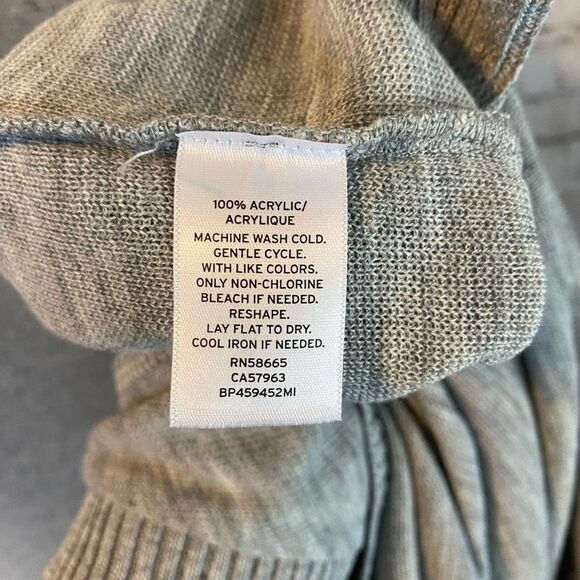 100% ACRYLIC/
ACRYLIQUE
MACHINE WASH COLD.
GENTLE CYCLE.
WITH LIKE COLORS.
ONLY NON-CHLORINE
BLEACH IF NEEDED.
RESHAPE.
LAY FLAT TO DRY.
COOL IRON IF NEEDED.
RN58665
CA57963
BP459452MI